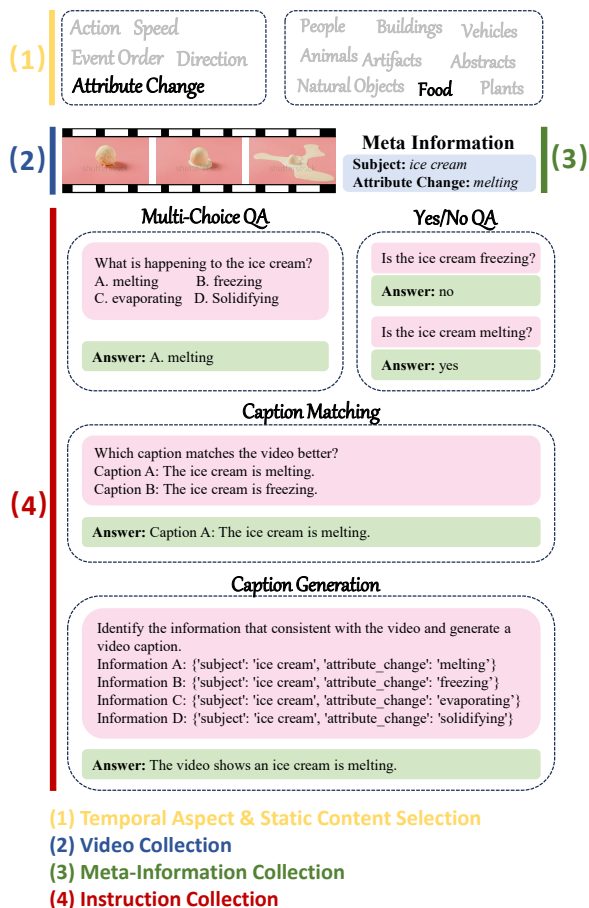 (1)
Action Speed
Event Order Direction
Attribute Change
People Buildings Vehicles
Animals Artifacts Abstracts
Natural Objects Food Plants
(2)
Meta Information
Subject: ice cream
Attribute Change: melting
(3)
(4)
Multi-Choice QA
What is happening to the ice cream?
A. melting B. freezing
C. evaporating D. Solidifying
Answer: A. melting
Yes/No QA
Is the ice cream freezing?
Answer: no
Is the ice cream melting?
Answer: yes
Caption Matching
Which caption matches the video better?
Caption A: The ice cream is melting.
Caption B: The ice cream is freezing.
Answer: Caption A: The ice cream is melting.
Caption Generation
Identify the information that consistent with the video and generate a
video caption.
Information A: {'subject': 'ice cream', 'attribute_change': 'melting'}
Information B: {'subject': 'ice cream', 'attribute_change': 'freezing'}
Information C: {'subject': 'ice cream', 'attribute_change': 'evaporating'}
Information D: {'subject': 'ice cream', 'attribute_change': 'solidifying'}
Answer: The video shows an ice cream is melting.
(1) Temporal Aspect & Static Content Selection
(2) Video Collection
(3) Meta-Information Collection
(4) Instruction Collection